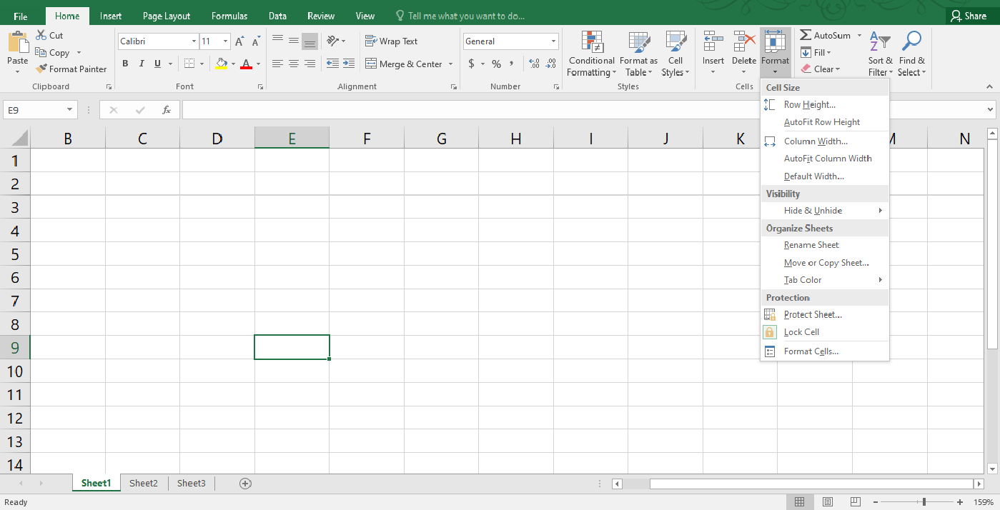 File Home Insert Page Layout Formulas Data Review View Tell me what you want to do... Share
Paste
Cut
Copy
Format Painter
Clipboard
Calibri 11 A A
B I U A
Font
Wrap Text
Merge & Center
Alignment
General
$ % ,
Number
Conditional Formatting
Format as Table
Cell Styles
Styles
Insert Delete Format
Cells
AutoSum
Fill
Clear
Sort & Filter
Find & Select
E9 fx
B C D E F G H I J K M N
1
2
3
4
5
6
7
8
9
10
11
12
13
14
Cell Size
Row Height...
AutoFit Row Height
Column Width...
AutoFit Column Width
Default Width...
Visibility
Hide & Unhide
Organize Sheets
Rename Sheet
Move or Copy Sheet...
Tab Color
Protection
Protect Sheet...
Lock Cell
Format Cells...
Sheet1 Sheet2 Sheet3
Ready 159%